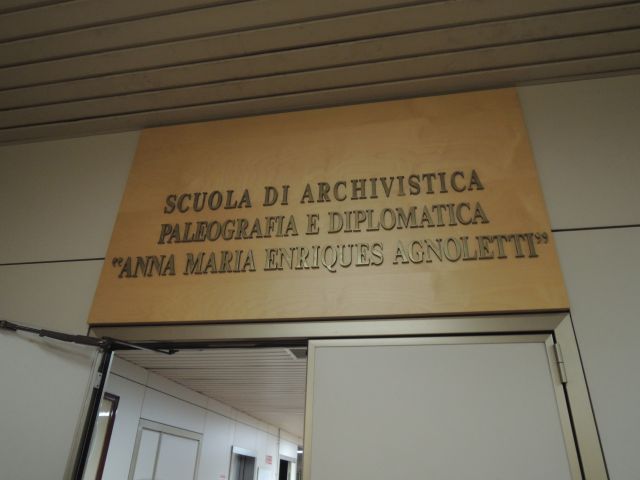 SCUOLA DI ARCHIVISTICA
PALEOGRAFIA E DIPLOMATICA
"ANNA MARIA ENRIQUES AGNOLETTI"